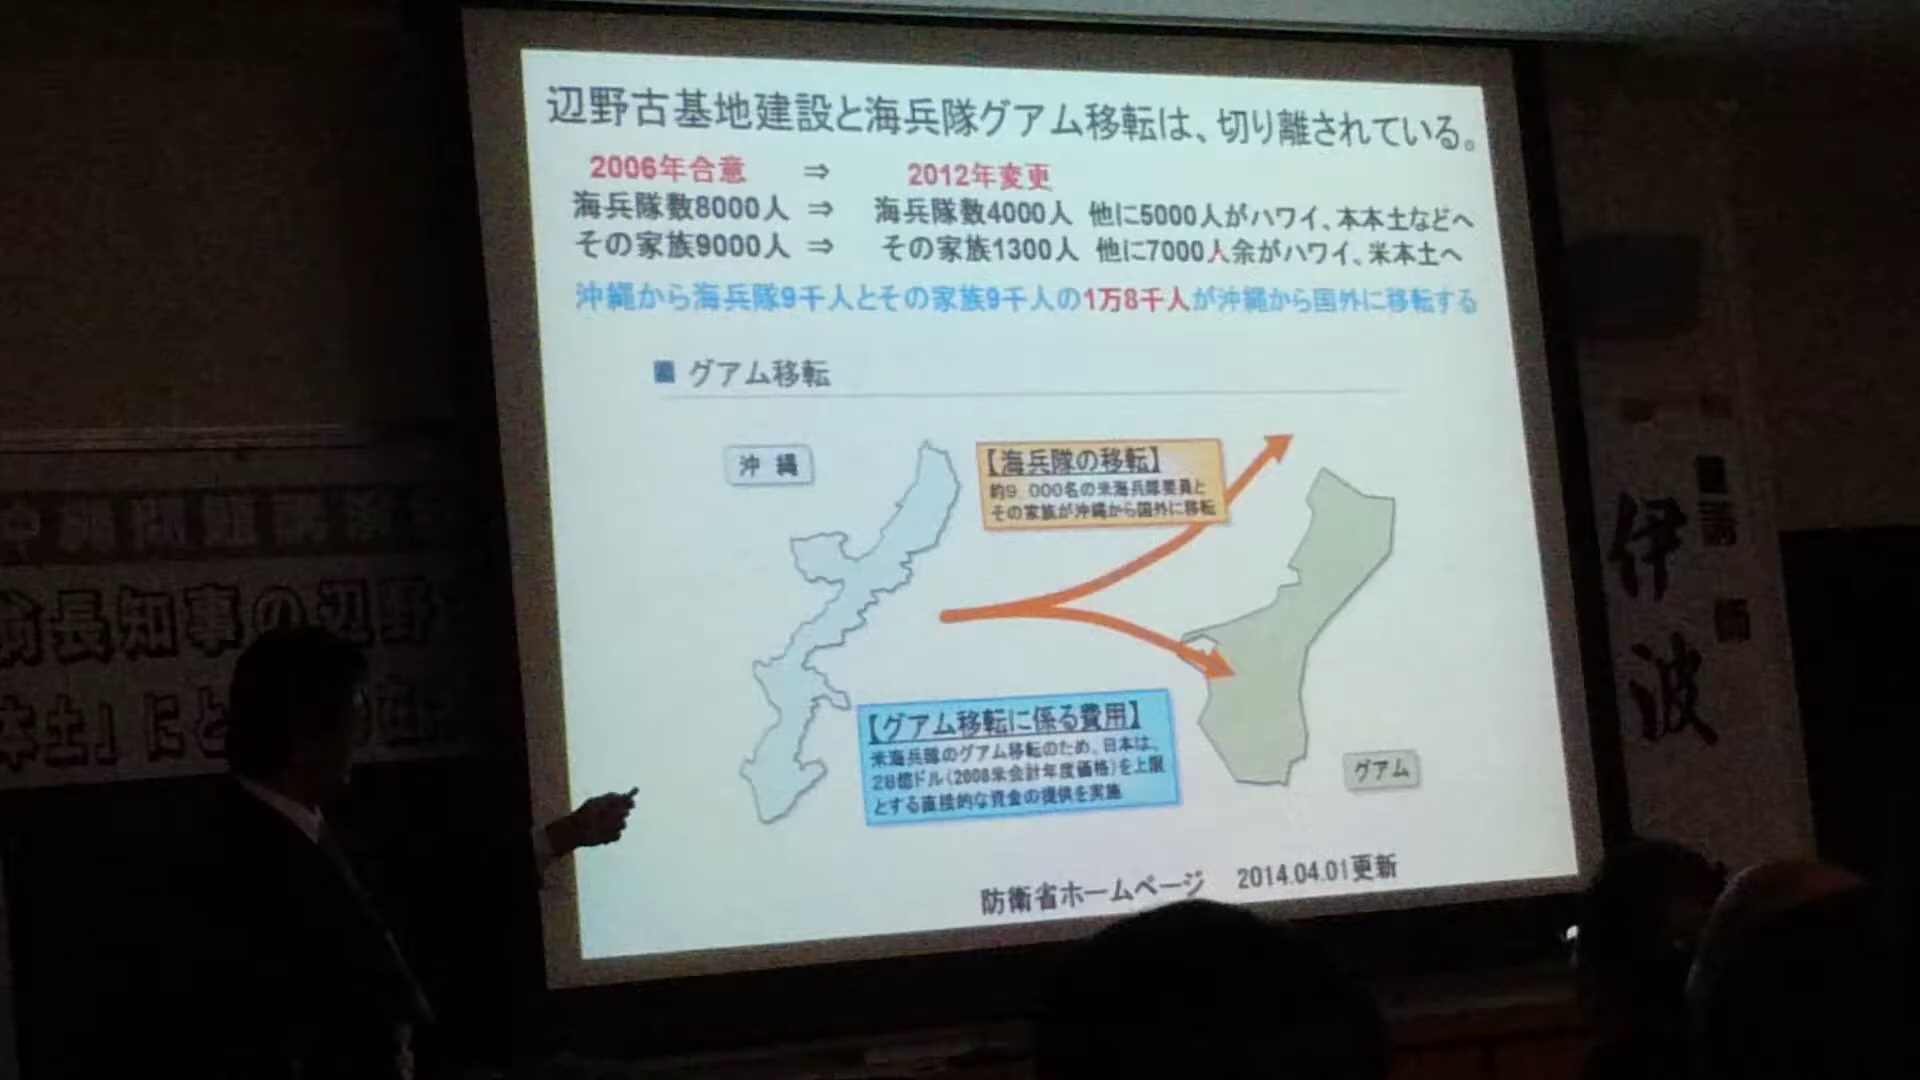 辺野古基地建設と海兵隊グアム移転は、切り離されている。
2006年合意 ⇒ 2012年変更
海兵隊数8000人 ⇒ 海兵隊数4000人 他に5000人がハワイ、本本土などへ
その家族9000人 ⇒ その家族1300人 他に7000人余がハワイ、米本土へ
沖縄から海兵隊9千人とその家族9千人の1万8千人が沖縄から国外に移転する
■ グアム移転
沖縄
【海兵隊の移転】
約9,000名の米海兵隊要員と
その家族が沖縄から国外に移転
【グアム移転に係る費用】
米海兵隊のグアム移転のため、日本は、
28億ドル(2008米会計年度価格)を上限
とする直接的な資金の提供を実施
グアム
防衛省ホームページ 2014.04.01更新
長知事の辺野
本土」にと
講師
伊波